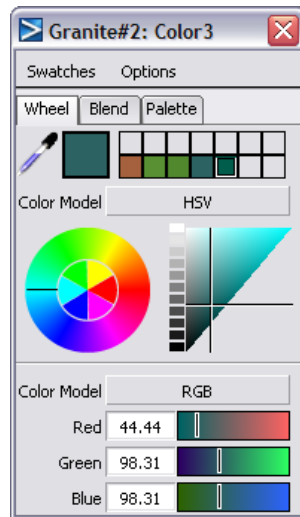 Granite#2: Color3
Swatches Options
Wheel Blend Palette
Color Model HSV
Color Model RGB
Red 44.44
Green 98.31
Blue 98.31